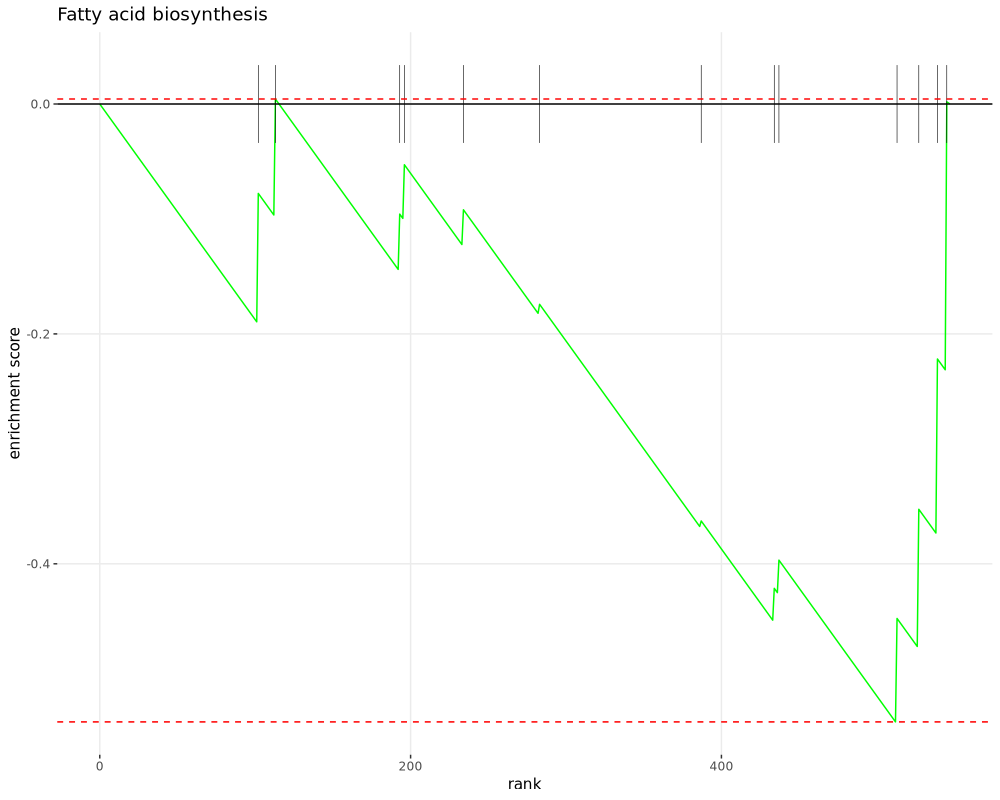 Fatty acid biosynthesis
0.0
-0.2
-0.4
enrichment score
0
200
400
rank